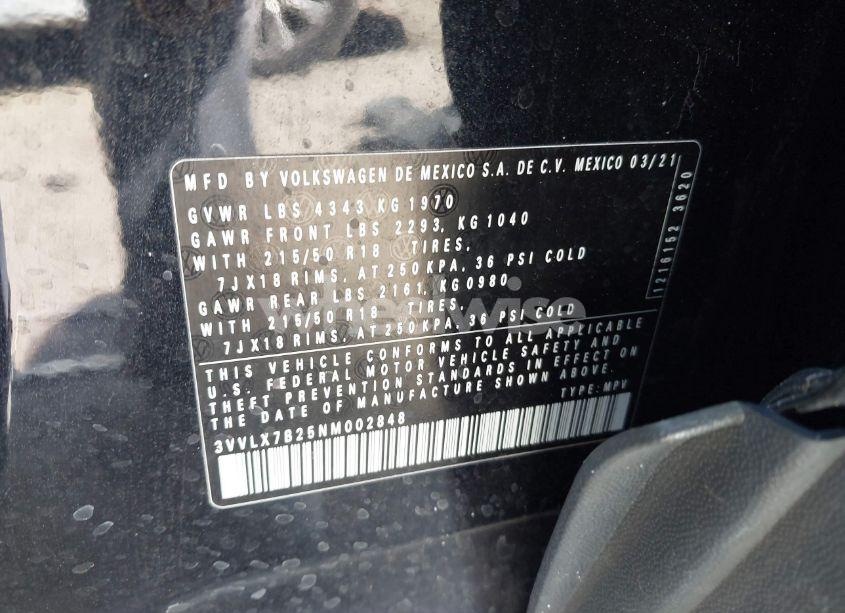 MFD BY VOLKSWAGEN DE MEXICO S.A. DE C.V. MEXICO 03/21
GVWR LBS 4343 KG 1970
GAWR FRONT LBS 2293, KG 1040
WITH 215/50 R18 TIRES,
7JX18 RIMS, AT 250 KPA, 36 PSI COLD
GAWR REAR LBS 2161, KG 0980
WITH 215/50 R18 TIRES,
7JX18 RIMS, AT 250 KPA, 36 PSI COLD
THIS VEHICLE CONFORMS TO ALL APPLICABLE
U.S. FEDERAL MOTOR VEHICLE SAFETY AND
THEFT PREVENTION STANDARDS IN EFFECT ON
THE DATE OF MANUFACTURE SHOWN ABOVE.
TYPE: MPV
3VVLX7B25NM002848
1216152 3620